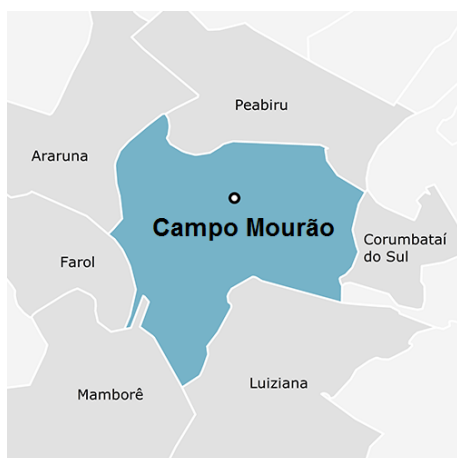 Peabiru
Araruna
Campo Mourão
Corumbataí
do Sul
Farol
Luiziana
Mamborê